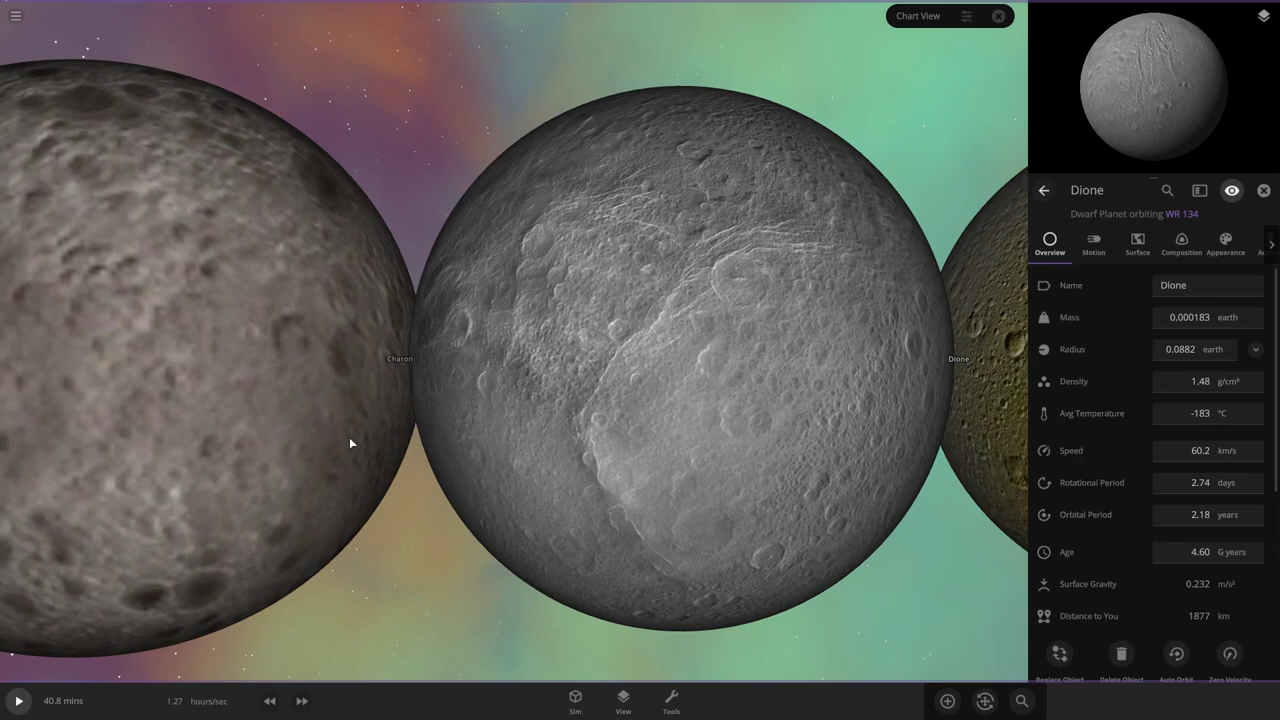 Chart View
Charon
Dione
Dione
Dwarf Planet orbiting WR 134
Overview
Motion
Surface
Composition
Appearance
Name
Dione
Mass
0.000183 earth
Radius
0.0882 earth
Density
1.48 g/cm³
Avg Temperature
-183 °C
Speed
60.2 km/s
Rotational Period
2.74 days
Orbital Period
2.18 years
Age
4.60 G years
Surface Gravity
0.232 m/s²
Distance to You
1877 km
Replace Object
Delete Object
Auto Orbit
Zero Velocity
40.8 mins
1.27 hours/sec
Sim
View
Tools